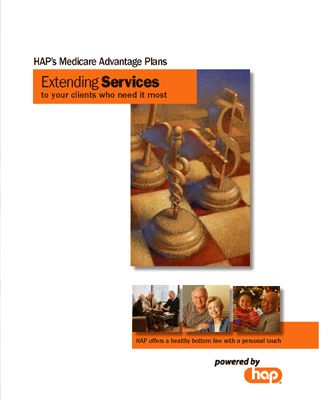 HAP's Medicare Advantage Plans
Extending Services
to your clients who need it most
HAP offers a healthy bottom line with a personal touch
powered by
hap